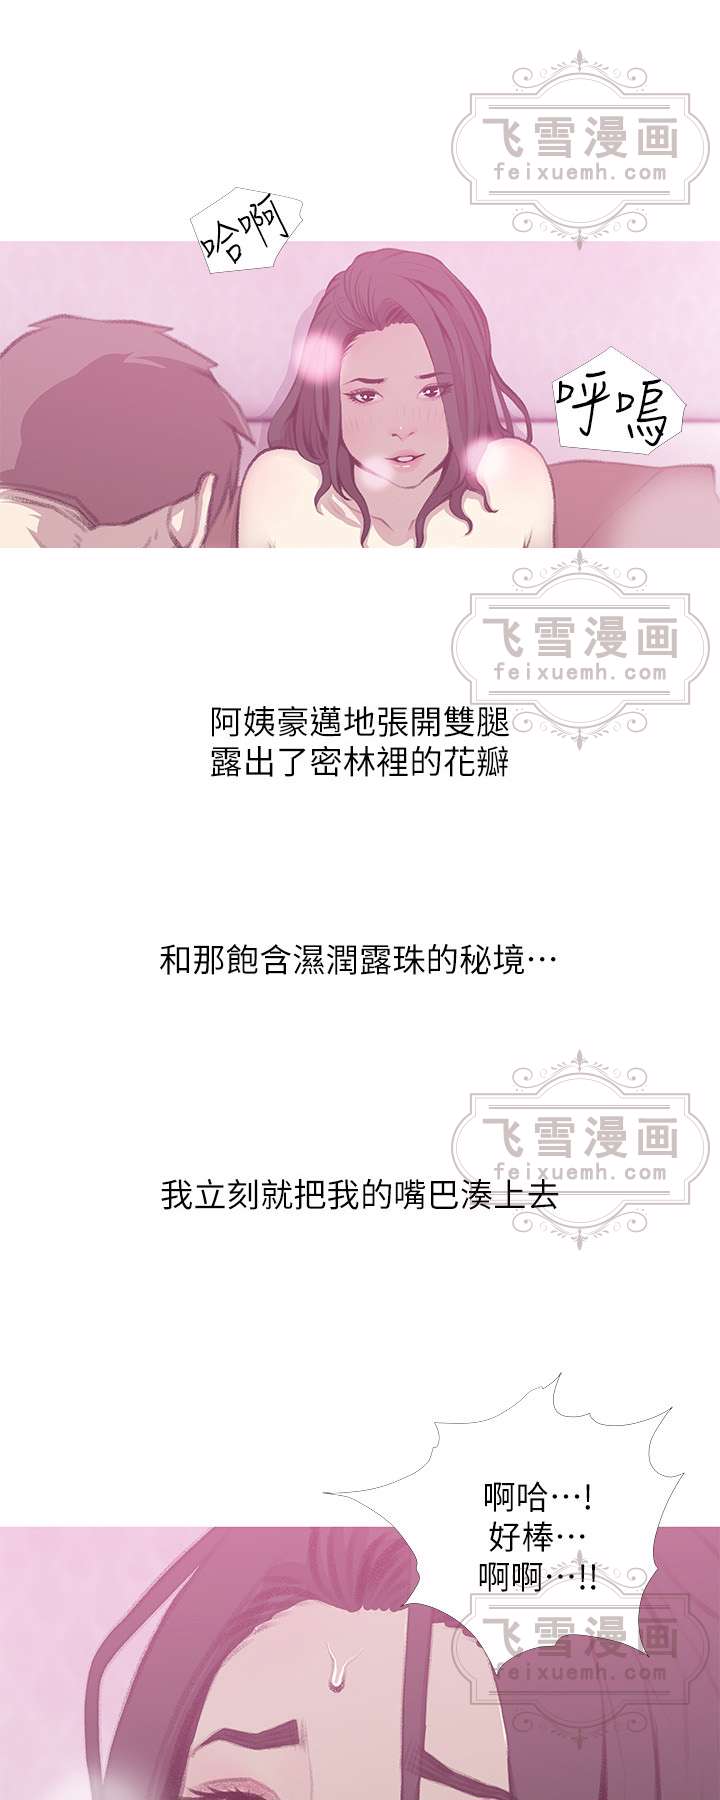 飞雪漫画
feixuemh.com
哈啊
呼嗚
飞雪漫画
feixuemh.com
阿姨豪邁地張開雙腿
露出了密林裡的花瓣
和那飽含濕潤露珠的秘境…
飞雪漫画
feixuemh.com
我立刻就把我的嘴巴湊上去
啊哈…!
好棒…
啊啊…!!
飞雪漫画
feixuemh.com